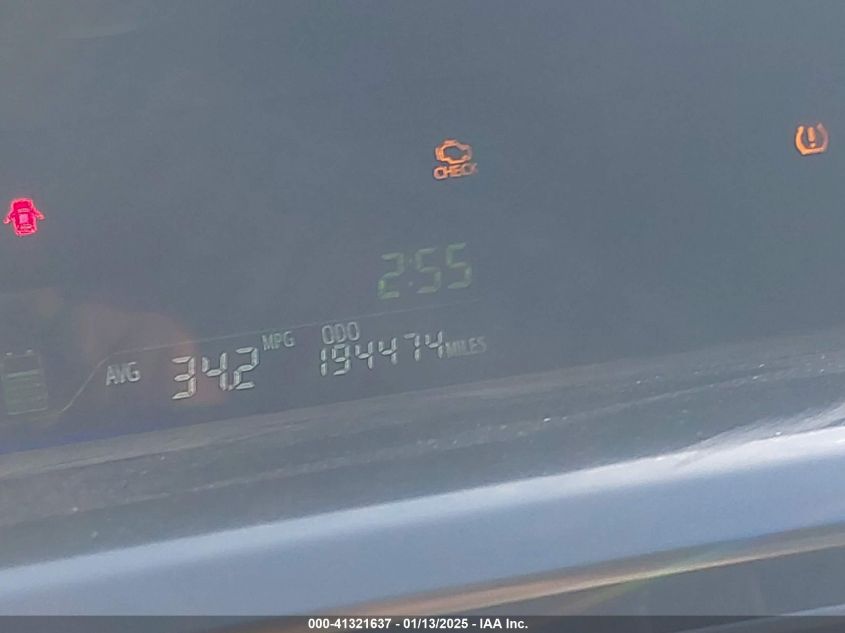 CHECK
2:55
AVG 34.2 MPG ODO 194474 MILES
000-41321637 - 01/13/2025 - IAA Inc.